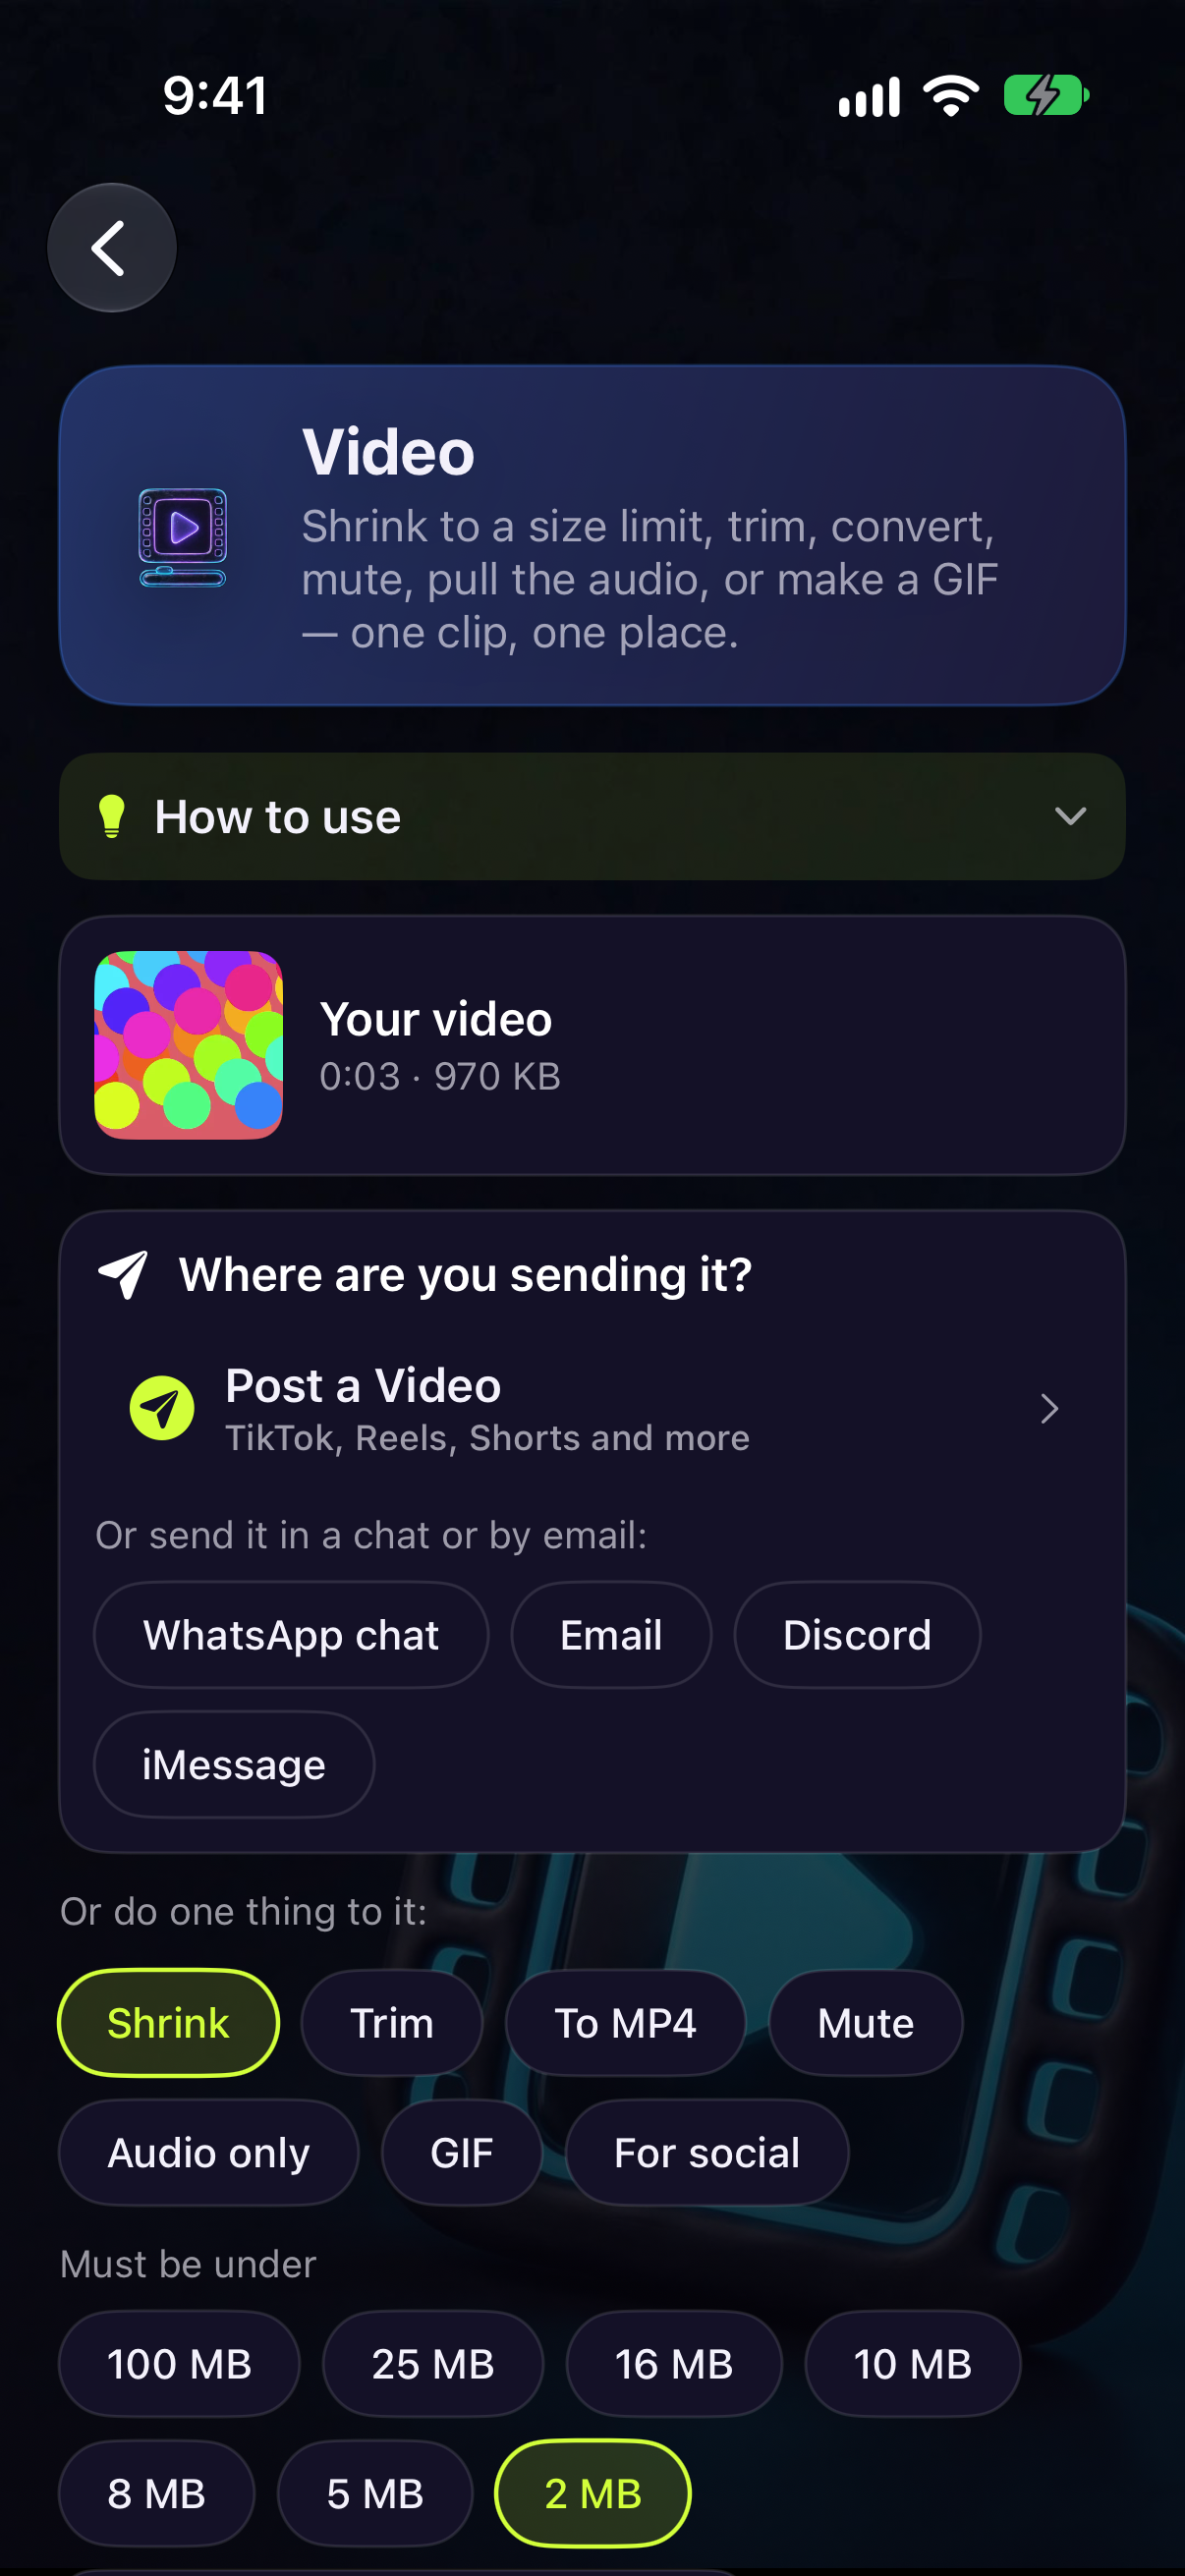 9:41
Video
Shrink to a size limit, trim, convert,
mute, pull the audio, or make a GIF
— one clip, one place.
How to use
Your video
0:03 · 970 KB
Where are you sending it?
Post a Video
TikTok, Reels, Shorts and more
Or send it in a chat or by email:
WhatsApp chat
Email
Discord
iMessage
Or do one thing to it:
Shrink
Trim
To MP4
Mute
Audio only
GIF
For social
Must be under
100 MB
25 MB
16 MB
10 MB
8 MB
5 MB
2 MB